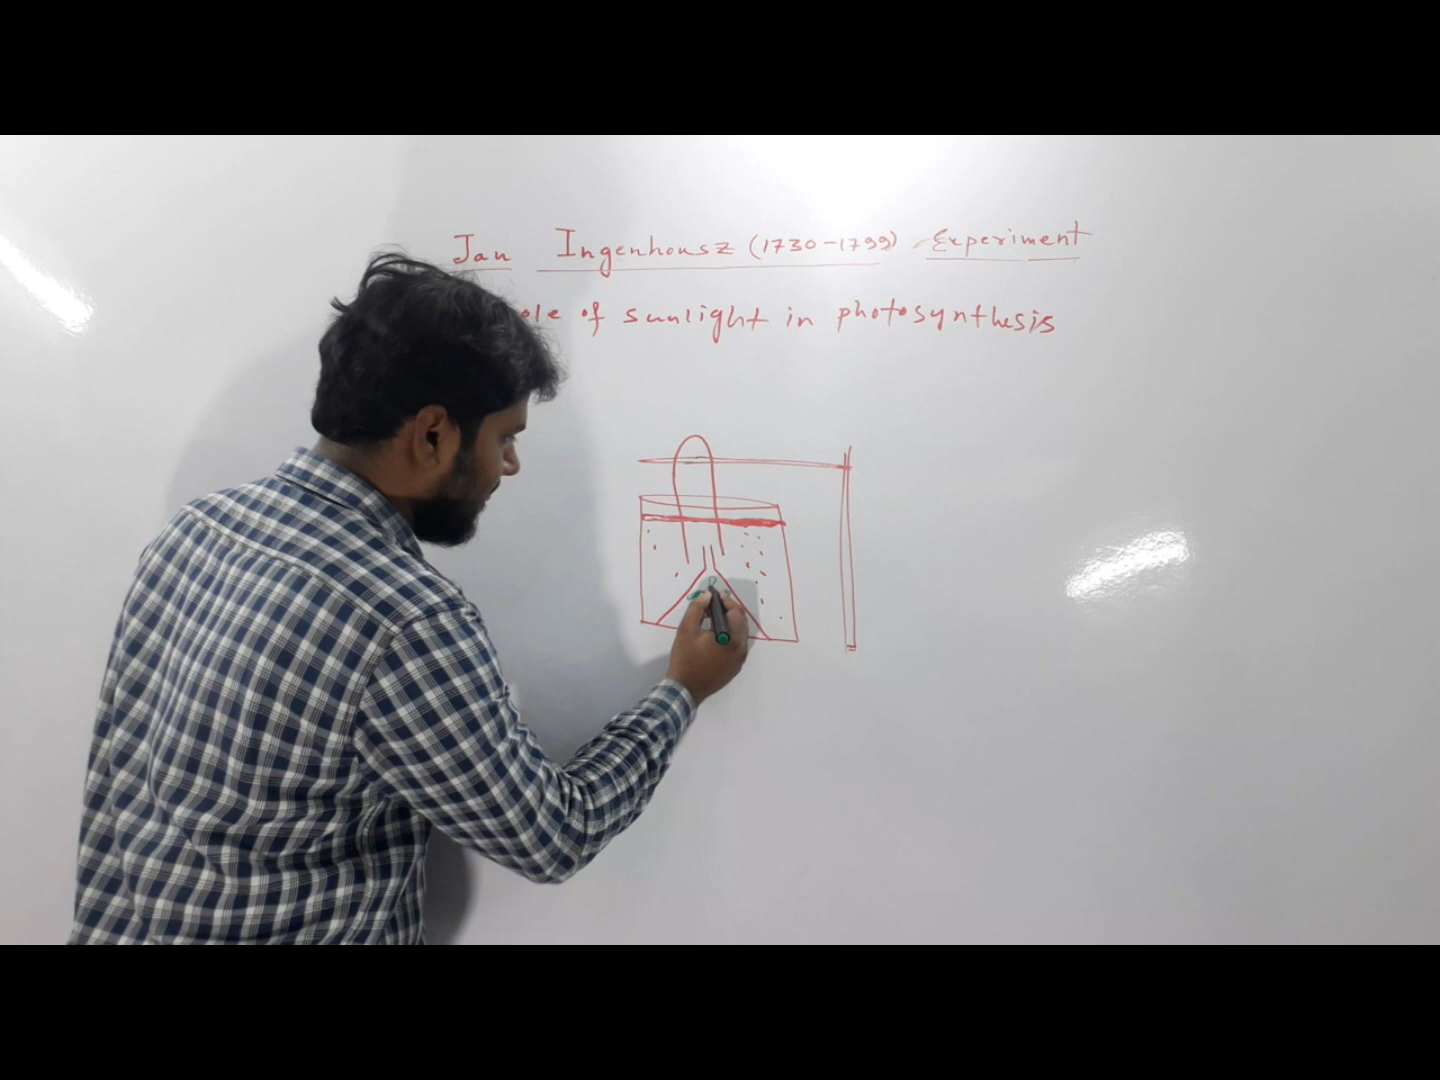 Jan Ingenhousz (1730-1799) Experiment
of sunlight in photosynthesis